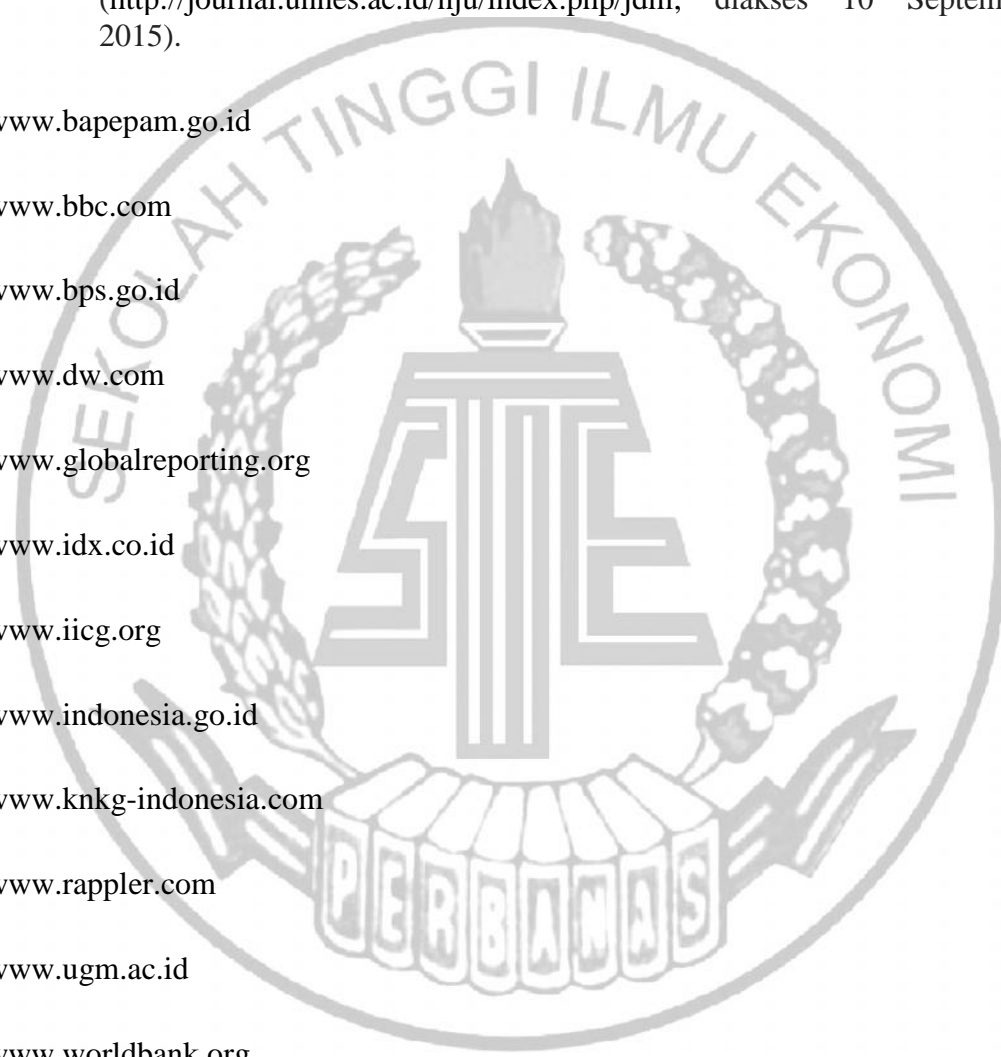 (http://journal.unnes.ac.id/nju/index.php/jdm, diakses 10 Septem
2015).
www.bapepam.go.id
www.bbc.com
www.bps.go.id
www.dw.com
www.globalreporting.org
www.idx.co.id
www.iicg.org
www.indonesia.go.id
www.knkg-indonesia.com
www.rappler.com
www.ugm.ac.id
www.worldbank.org
SEKOLAH TINGGI ILMU EKONOMI
STIE
PERBANAS